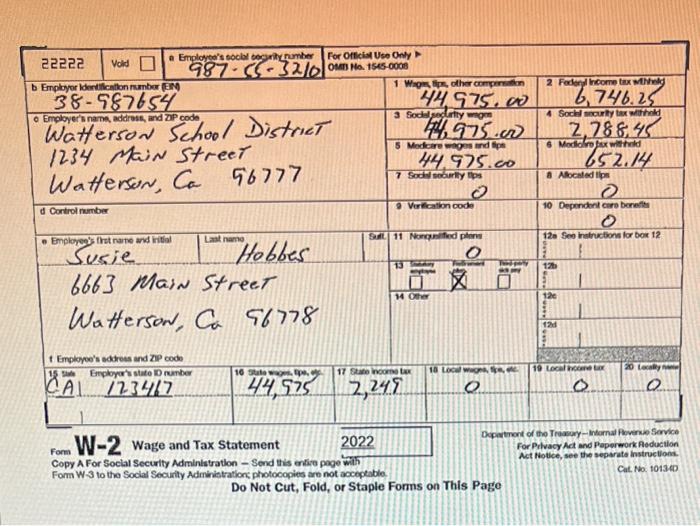 22222 Void
a Employee's social security number
987-65-3210
For Official Use Only ▶
OMB No. 1545-0008
b Employer identification number (EIN)
38-987654
1 Wages, tips, other compensation
44,975.00
2 Federal income tax withheld
6,746.25
c Employer's name, address, and ZIP code
Watterson School District
1234 Main Street
Watterson, Ca 96777
3 Social security wages
44,975.00
4 Social security tax withheld
2,788.45
5 Medicare wages and tips
44,975.00
6 Medicare tax withheld
652.14
7 Social security tips
0
8 Allocated tips
0
d Control number
9 Verification code
10 Dependent care benefits
0
e Employee's first name and initial
Susie
Last name
Hobbes
Suff.
11 Nonqualified plans
0
12a See instructions for box 12
6663 Main Street
Watterson, Ca 96778
13 Statutory employee
Retirement plan
Third-party sick pay
X
12b
14 Other
12c
12d
f Employee's address and ZIP code
15 State Employer's state ID number
CA 123467
16 State wages, tips, etc.
44,975
17 State income tax
2,249
18 Local wages, tips, etc.
0
19 Local income tax
0
20 Locality name
0
Form W-2 Wage and Tax Statement
2022
Department of the Treasury—Internal Revenue Service
For Privacy Act and Paperwork Reduction
Act Notice, see the separate instructions.
Copy A For Social Security Administration – Send this entire page with
Form W-3 to the Social Security Administration; photocopies are not acceptable.
Cat. No. 10134D
Do Not Cut, Fold, or Staple Forms on This Page